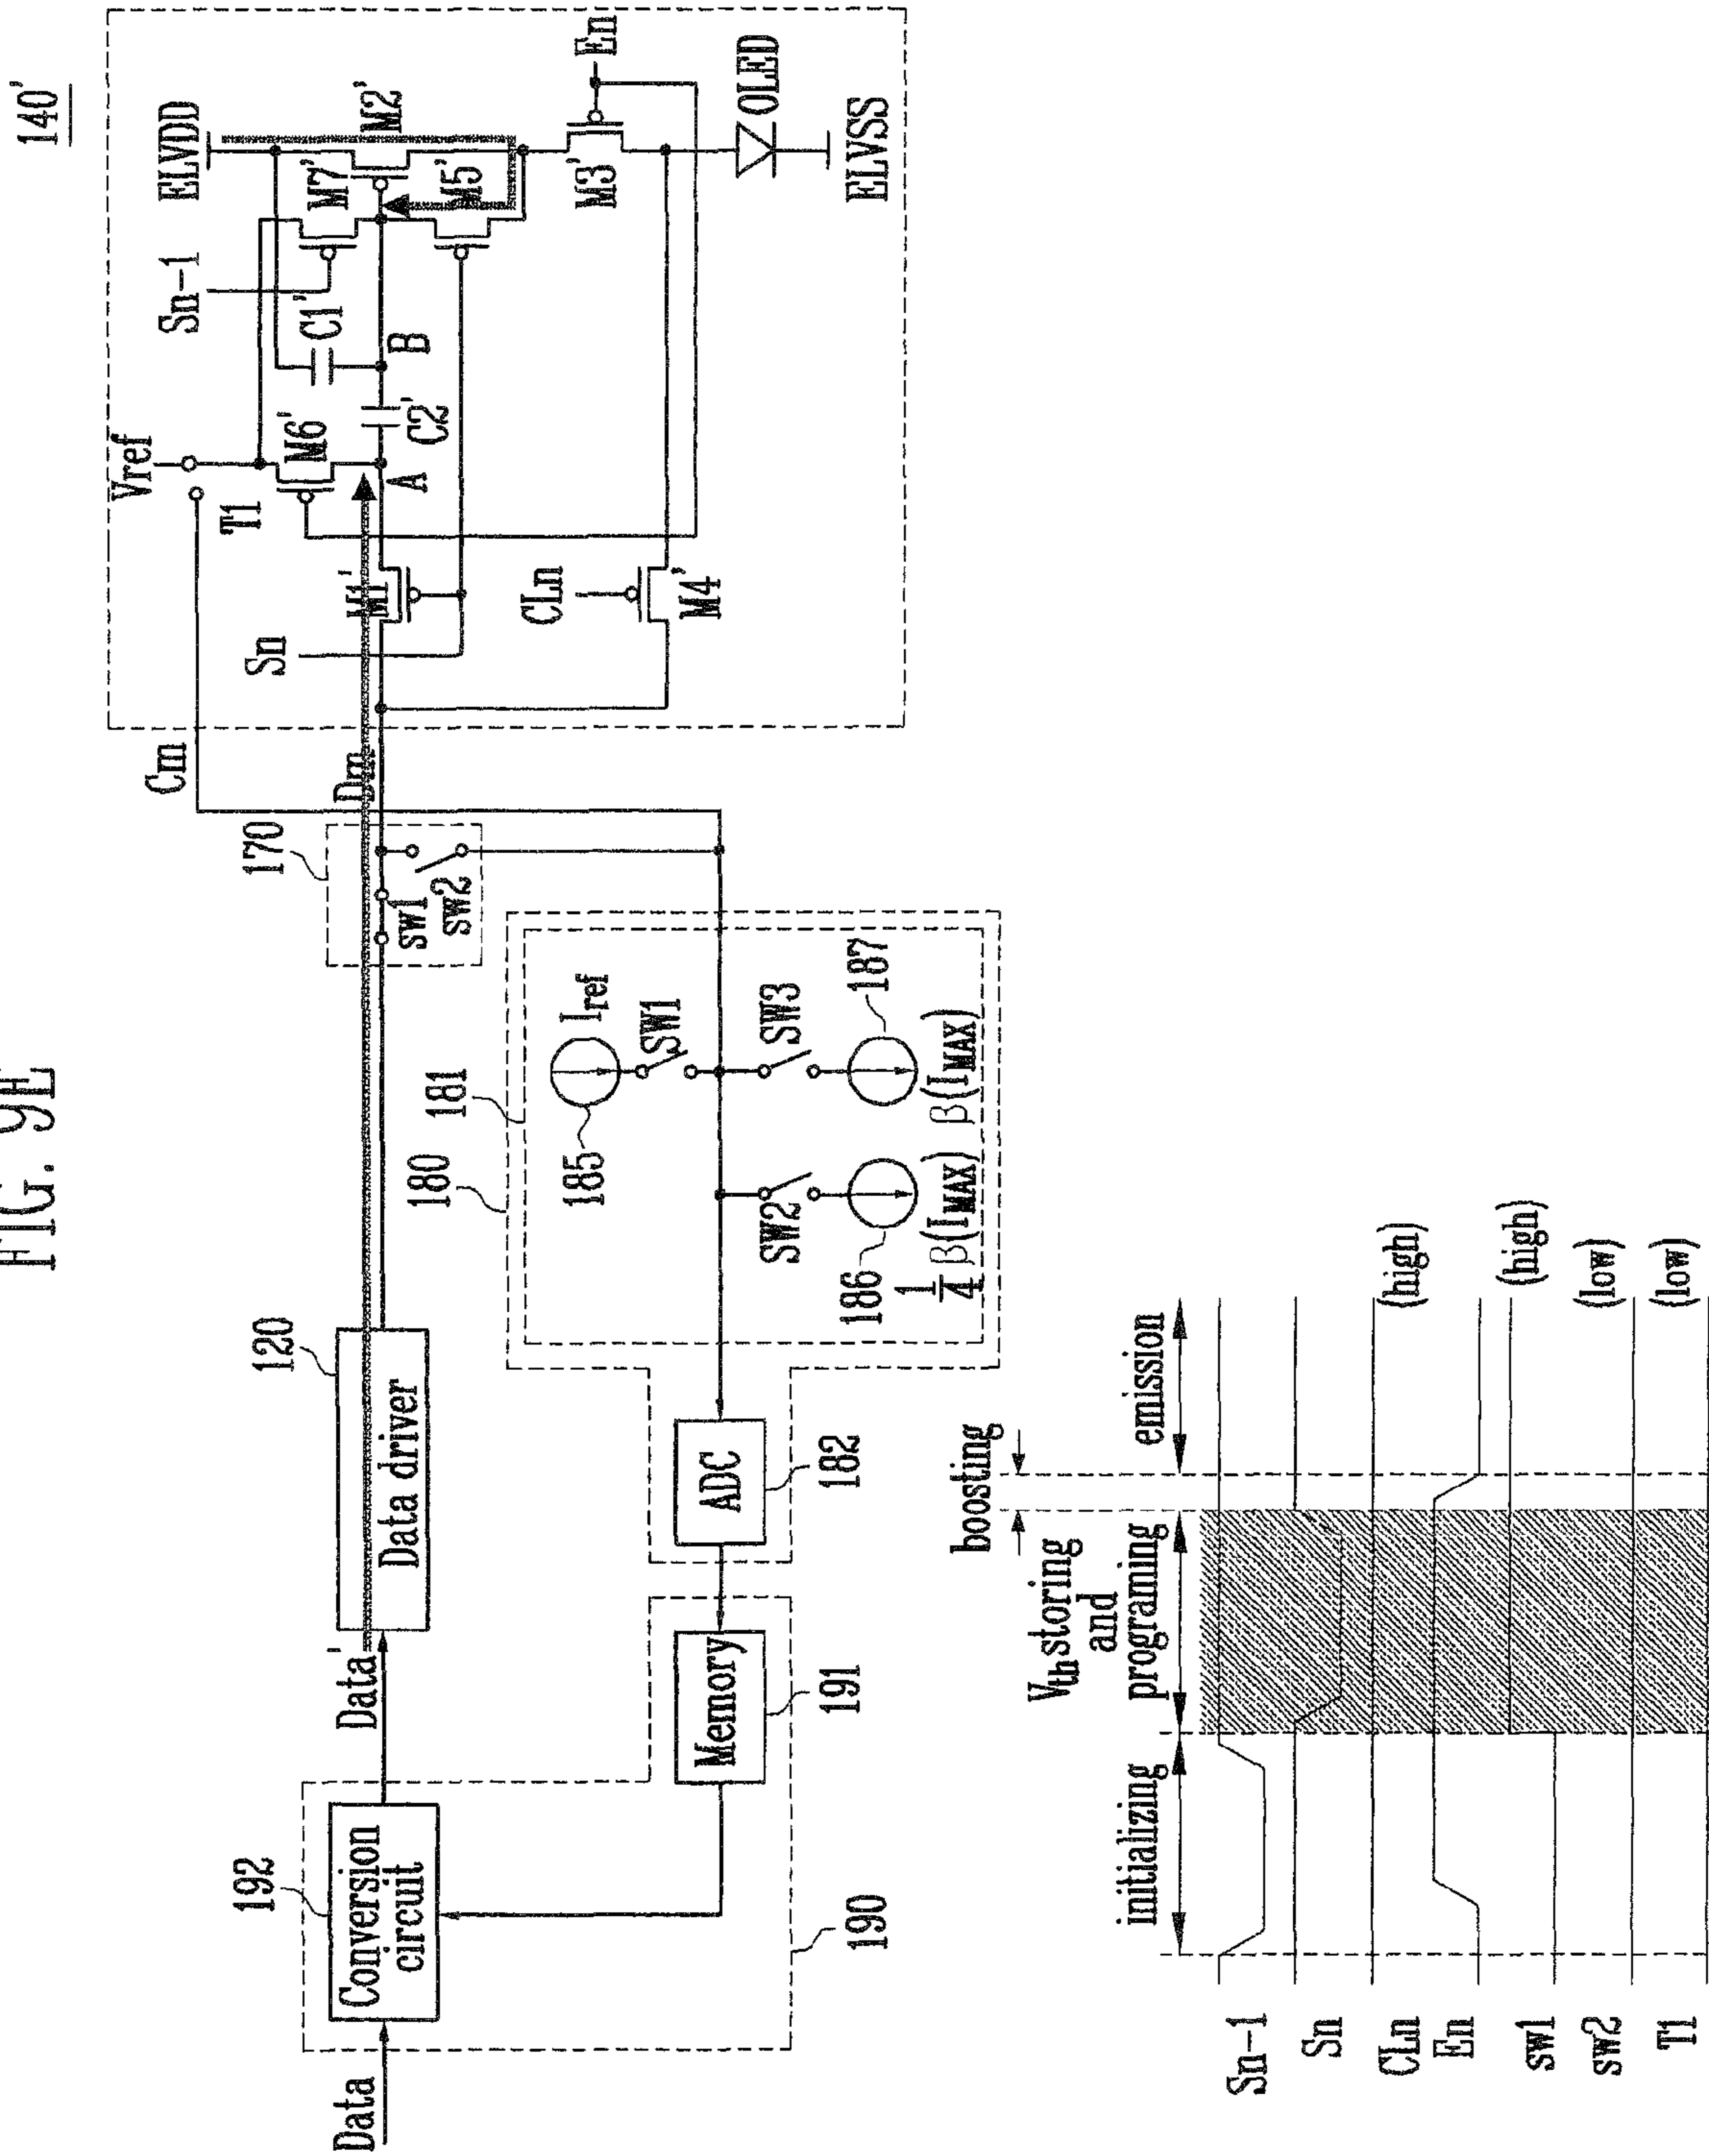 FIG. 9E
140'
ELVDD
M2'
M7'
M5'
Sn-1
C1'
B
Vref
M6'
C2'
A
T1
M1'
Sn
CLn
M4'
M3'
En
OLED
ELVSS
Cm
Dm
170
sw1
sw2
180
181
185
Iref
SW1
SW3
187
β(IMAX)
SW2
186
1/4 β(IMAX)
120
Data driver
Data'
ADC
182
Memory
191
192
Conversion
circuit
190
Data
initializing
Vth storing
and
programing
boosting
emission
Sn-1
Sn
CLn
(high)
En
sw1
(high)
sw2
(low)
T1
(low)